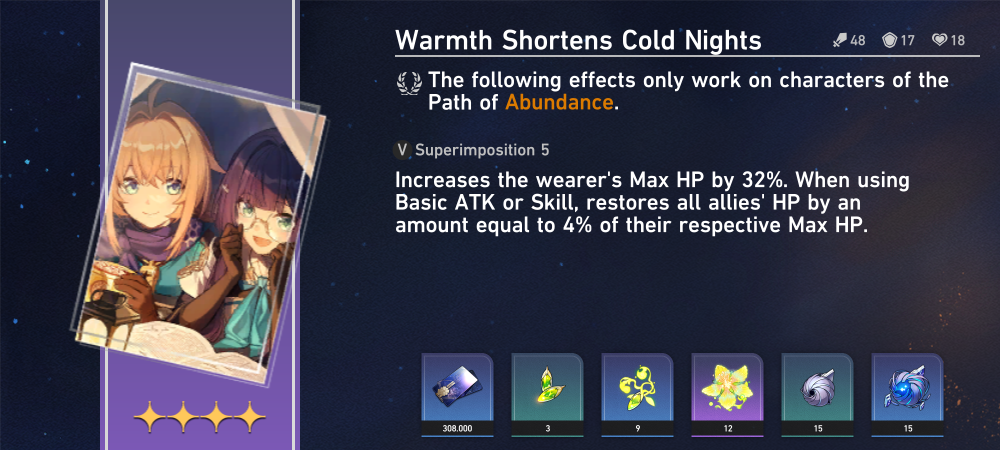 Warmth Shortens Cold Nights
48 17 18
The following effects only work on characters of the
Path of Abundance.
V Superimposition 5
Increases the wearer's Max HP by 32%. When using
Basic ATK or Skill, restores all allies' HP by an
amount equal to 4% of their respective Max HP.
308.000 3 9 12 15 15